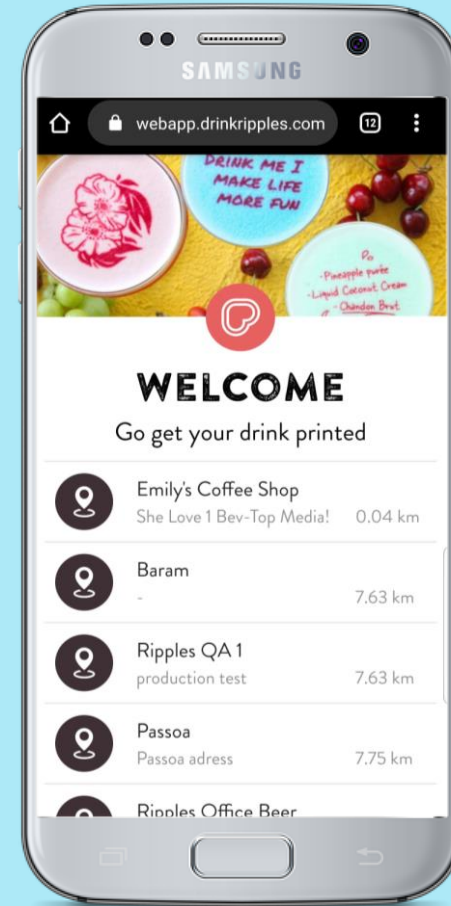 SAMSUNG
webapp.drinkripples.com
12
DRINK ME I
MAKE LIFE
MORE FUN
-Pineapple purée
-Liquid Coconut Cream
-Chandon Brut
WELCOME
Go get your drink printed
Emily's Coffee Shop
She Love 1 Bev-Top Media! 0.04 km
Baram
- 7.63 km
Ripples QA 1
production test 7.63 km
Passoa
Passoa adress 7.75 km
Ripples Office Beer